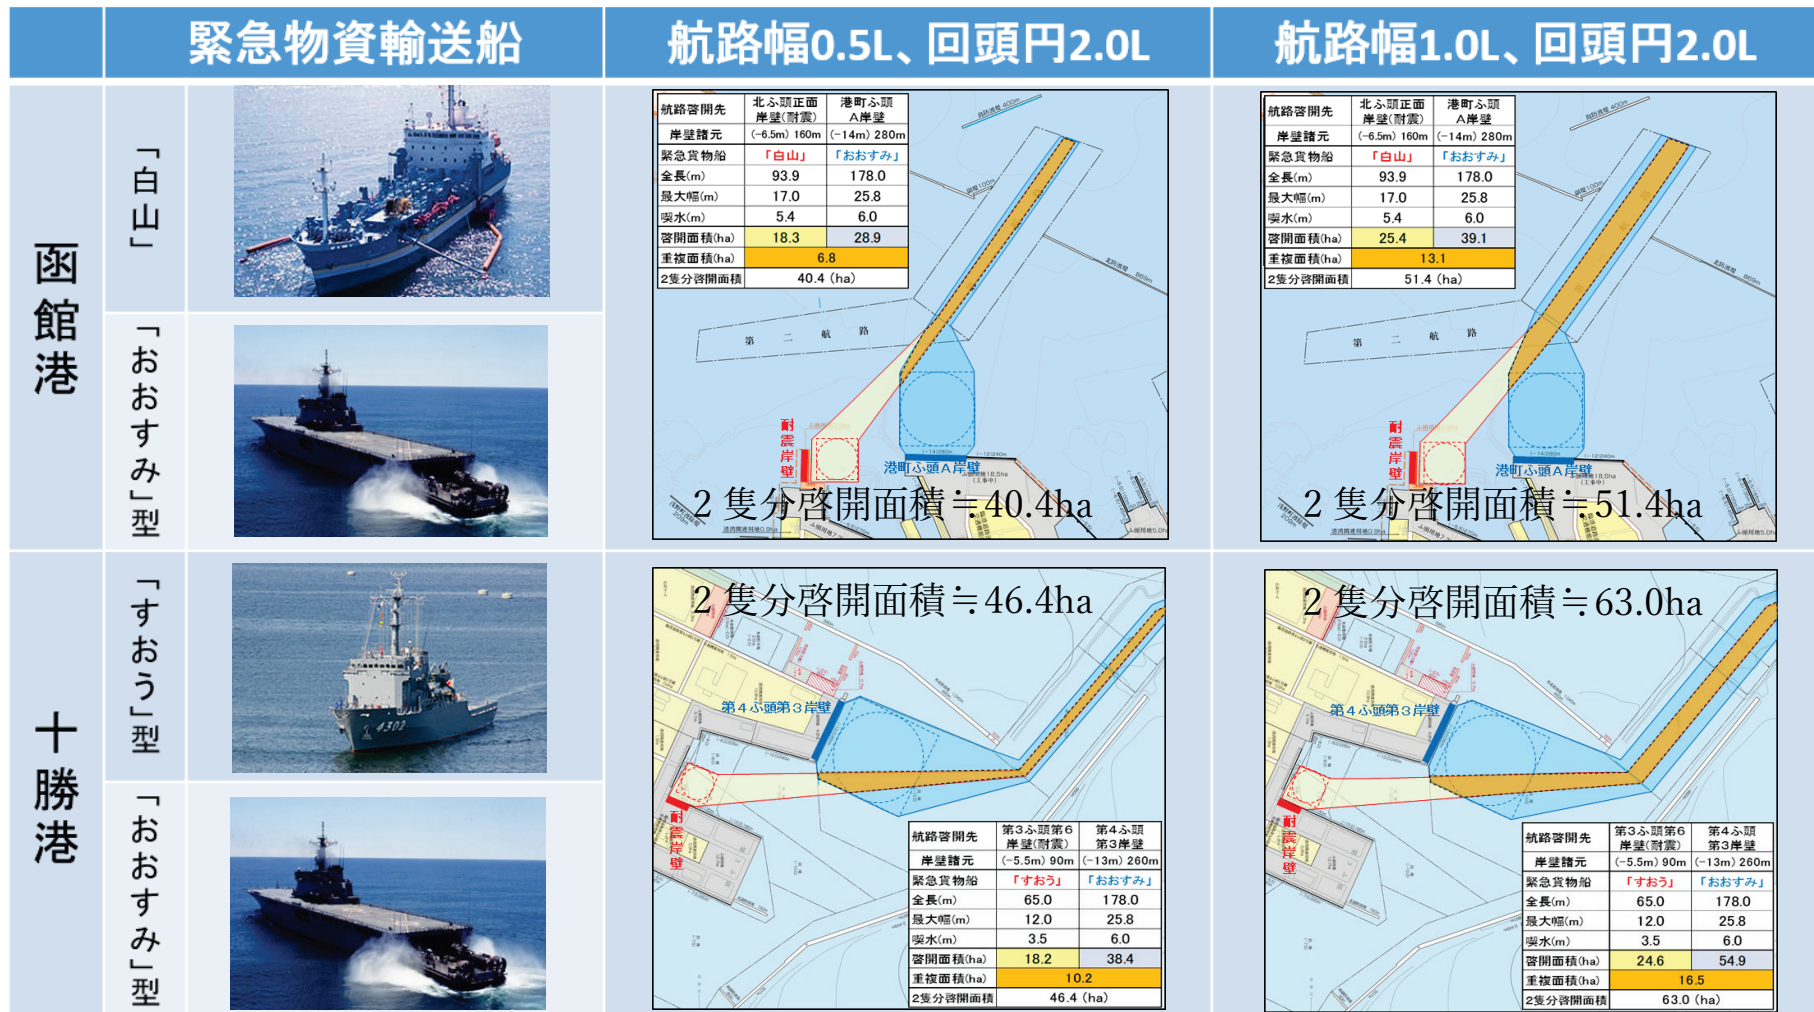 緊急物資輸送船
航路幅0.5L、回頭円2.0L
航路幅1.0L、回頭円2.0L
函館港
「白山」
「おおすみ」型
航路啓開先 北ふ頭正面岸壁(耐震) 港町ふ頭A岸壁
岸壁諸元 (-6.5m) 160m (-14m) 280m
緊急貨物船 「白山」 「おおすみ」
全長(m) 93.9 178.0
最大幅(m) 17.0 25.8
喫水(m) 5.4 6.0
啓開面積(ha) 18.3 28.9
重複面積(ha) 6.8
2隻分啓開面積 40.4 (ha)
第二航路
耐震岸壁
港町ふ頭A岸壁
2隻分啓開面積≒40.4ha
航路啓開先 北ふ頭正面岸壁(耐震) 港町ふ頭A岸壁
岸壁諸元 (-6.5m) 160m (-14m) 280m
緊急貨物船 「白山」 「おおすみ」
全長(m) 93.9 178.0
最大幅(m) 17.0 25.8
喫水(m) 5.4 6.0
啓開面積(ha) 25.4 39.1
重複面積(ha) 13.1
2隻分啓開面積 51.4 (ha)
第二航路
耐震岸壁
港町ふ頭A岸壁
2隻分啓開面積≒51.4ha
十勝港
「すおう」型
4302
「おおすみ」型
2隻分啓開面積≒46.4ha
第4ふ頭第3岸壁
耐震岸壁
航路啓開先 第3ふ頭第6岸壁(耐震) 第4ふ頭第3岸壁
岸壁諸元 (-5.5m) 90m (-13m) 260m
緊急貨物船 「すおう」 「おおすみ」
全長(m) 65.0 178.0
最大幅(m) 12.0 25.8
喫水(m) 3.5 6.0
啓開面積(ha) 18.2 38.4
重複面積(ha) 10.2
2隻分啓開面積 46.4 (ha)
2隻分啓開面積≒63.0ha
第4ふ頭第3岸壁
耐震岸壁
航路啓開先 第3ふ頭第6岸壁(耐震) 第4ふ頭第3岸壁
岸壁諸元 (-5.5m) 90m (-13m) 260m
緊急貨物船 「すおう」 「おおすみ」
全長(m) 65.0 178.0
最大幅(m) 12.0 25.8
喫水(m) 3.5 6.0
啓開面積(ha) 24.6 54.9
重複面積(ha) 16.5
2隻分啓開面積 63.0 (ha)